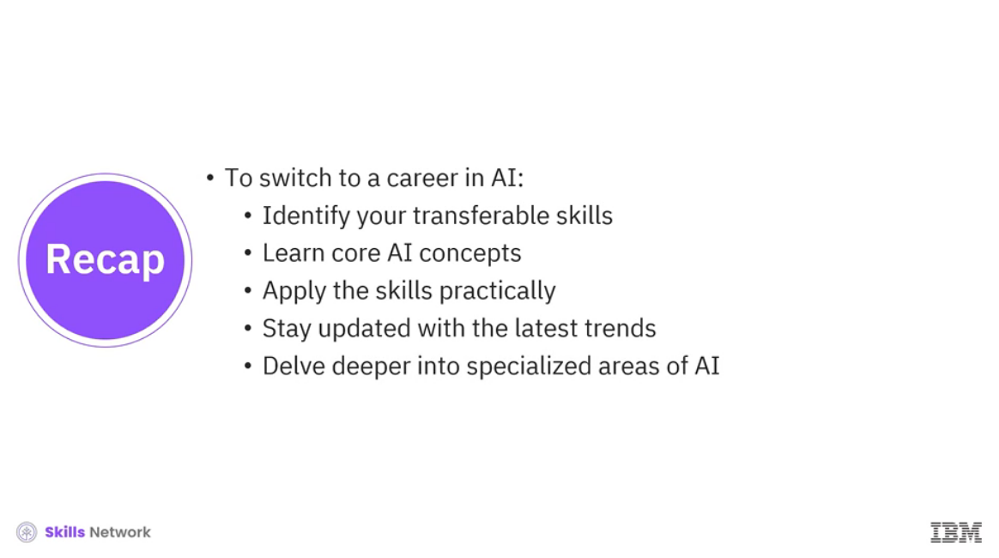 Recap
• To switch to a career in AI:
• Identify your transferable skills
• Learn core AI concepts
• Apply the skills practically
• Stay updated with the latest trends
• Delve deeper into specialized areas of AI
Skills Network
IBM